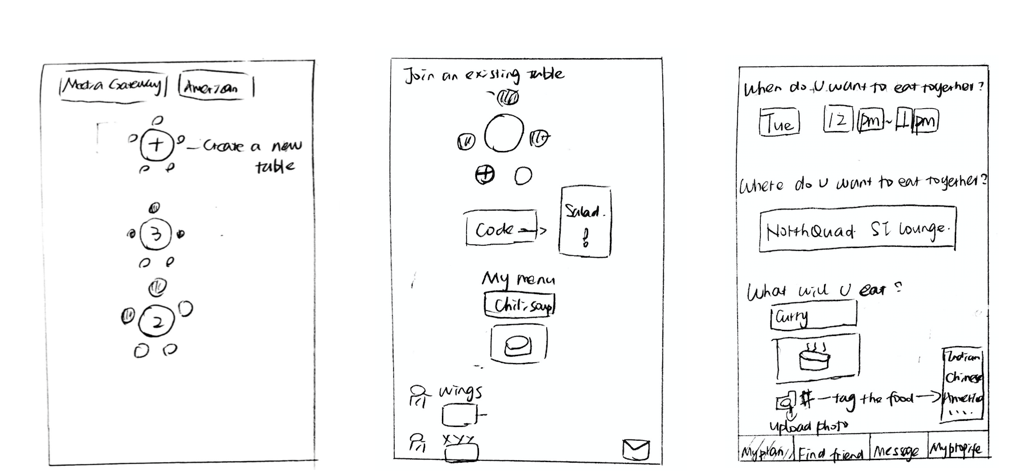 Media Gateway
American
+
Create a new
table
3
2
Join an existing table
+
Code →
Salad.
My menu
Chili soup
wings
XYZ
When do U want to eat together?
Tue 12 pm ~ 1 pm
Where do U want to eat together?
NorthQuad SI Lounge.
What will U eat?
Curry
# — tag the food →
upload photo
Indian
Chinese
America
....
My plan Find friend Message My profile